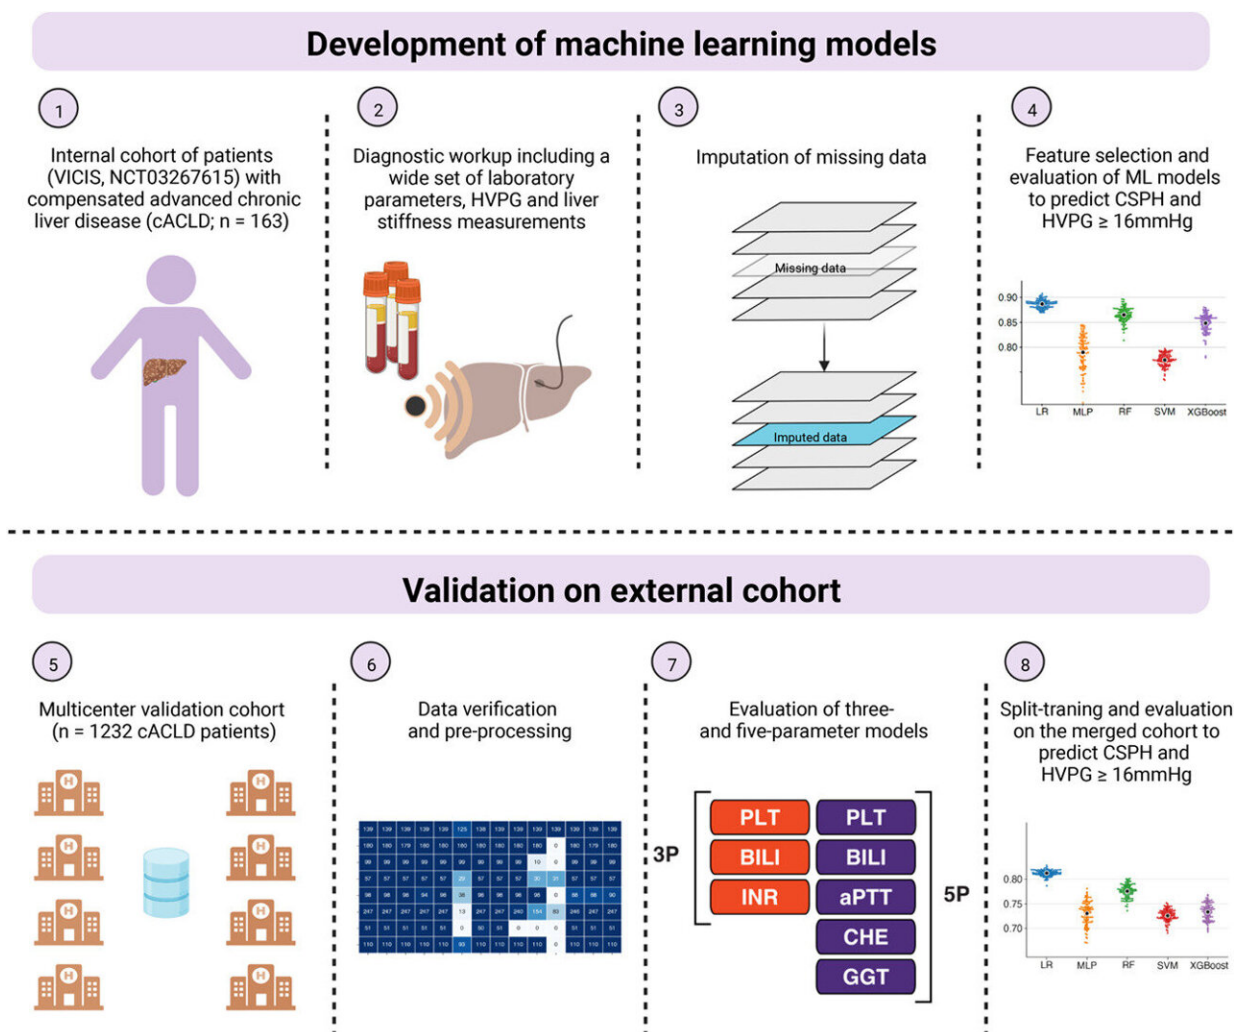 Development of machine learning models
1
Internal cohort of patients
(VICIS, NCT03267615) with
compensated advanced chronic
liver disease (cACLD; n = 163)
2
Diagnostic workup including a
wide set of laboratory
parameters, HVPG and liver
stiffness measurements
3
Imputation of missing data
Missing data
Imputed data
4
Feature selection and
evaluation of ML models
to predict CSPH and
HVPG ≥ 16mmHg
0.90
0.85
0.80
LR MLP RF SVM XGBoost
Validation on external cohort
5
Multicenter validation cohort
(n = 1232 cACLD patients)
H H
H H
H H
H H
6
Data verification
and pre-processing
7
Evaluation of three-
and five-parameter models
3P
PLT PLT
BILI BILI
INR aPTT
CHE
GGT
5P
8
Split-traning and evaluation
on the merged cohort to
predict CSPH and
HVPG ≥ 16mmHg
0.80
0.75
0.70
LR MLP RF SVM XGBoost